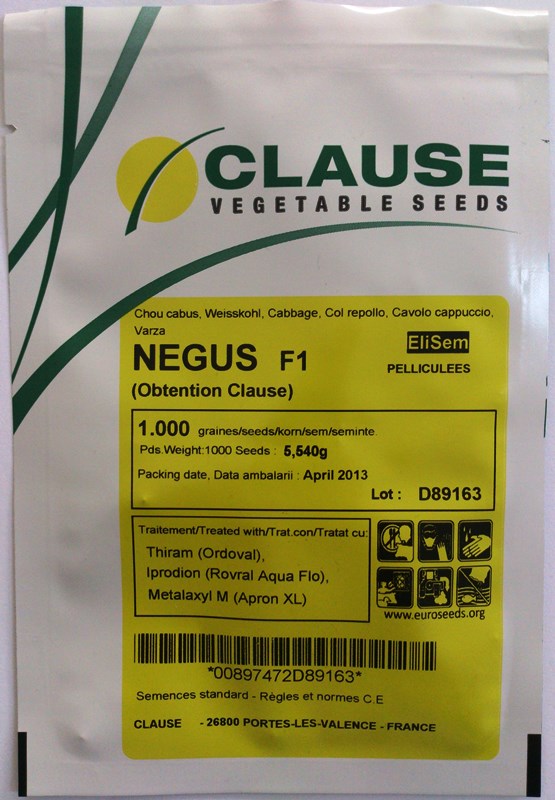 CLAUSE
VEGETABLE SEEDS
Chou cabus, Weisskohl, Cabbage, Col repollo, Cavolo cappuccio,
Varza
NEGUS F1
EliSem
PELLICULEES
(Obtention Clause)
1.000 graines/seeds/korn/sem/seminte
Pds.Weight:1000 Seeds : 5,540g
Packing date, Data ambalarii : April 2013
Lot : D89163
Traitement/Treated with/Trat.con/Tratat cu:
Thiram (Ordoval),
Iprodion (Rovral Aqua Flo),
Metalaxyl M (Apron XL)
www.euroseeds.org
*00897472D89163*
Semences standard - Règles et normes C.E
CLAUSE - 26800 PORTES-LES-VALENCE - FRANCE